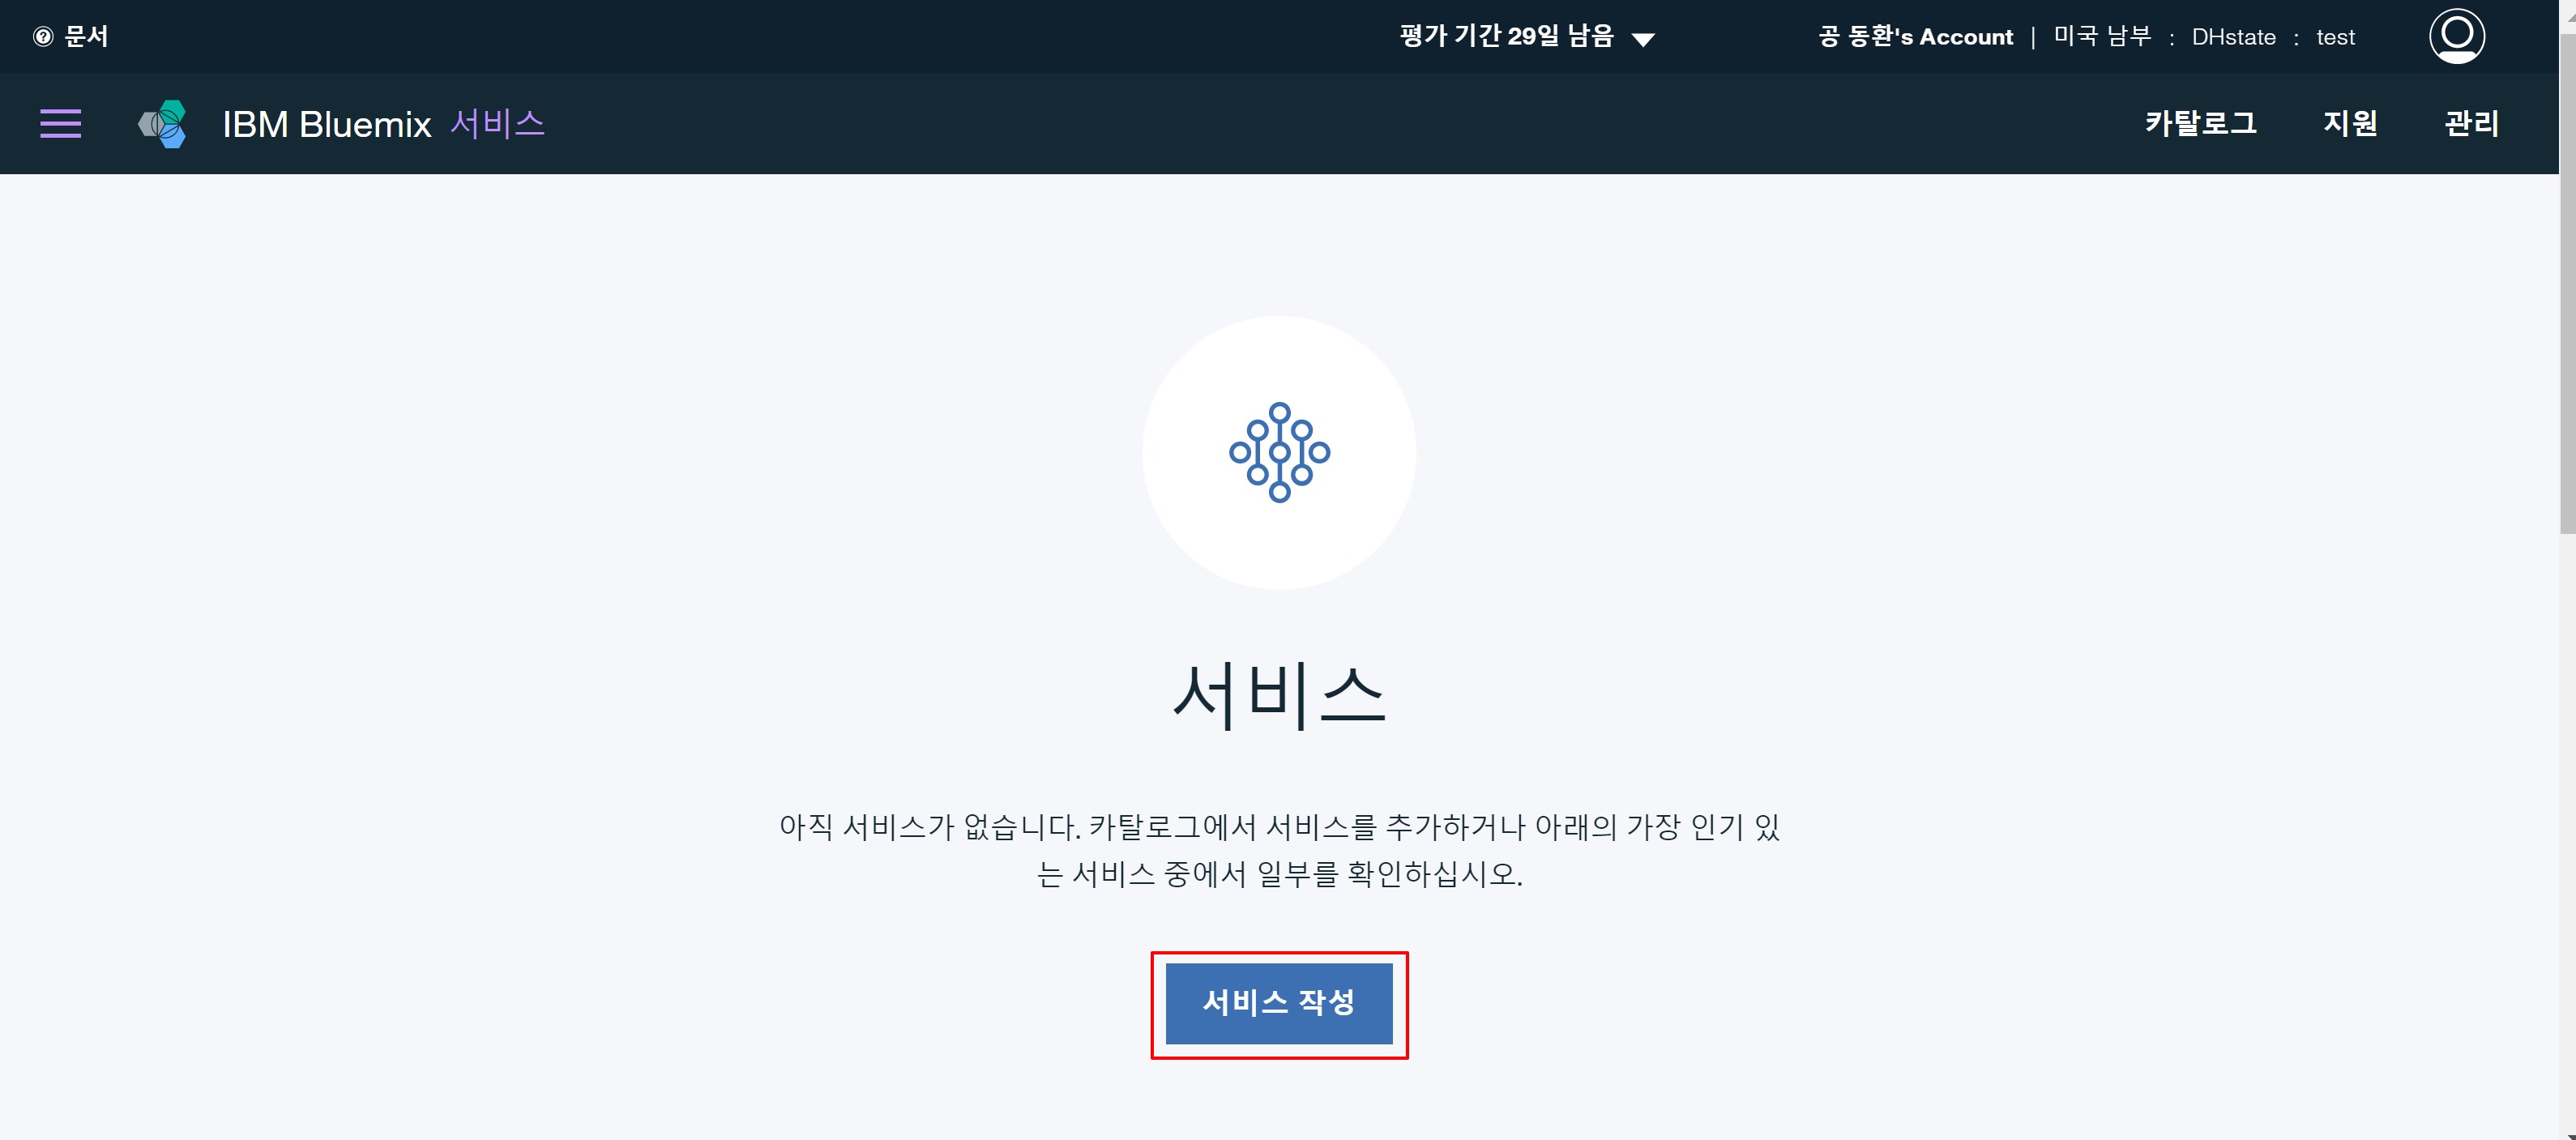 문서
평가 기간 29일 남음
공 동환's Account | 미국 남부 : DHstate : test
IBM Bluemix 서비스
카탈로그 지원 관리
서비스
아직 서비스가 없습니다. 카탈로그에서 서비스를 추가하거나 아래의 가장 인기 있
는 서비스 중에서 일부를 확인하십시오.
서비스 작성